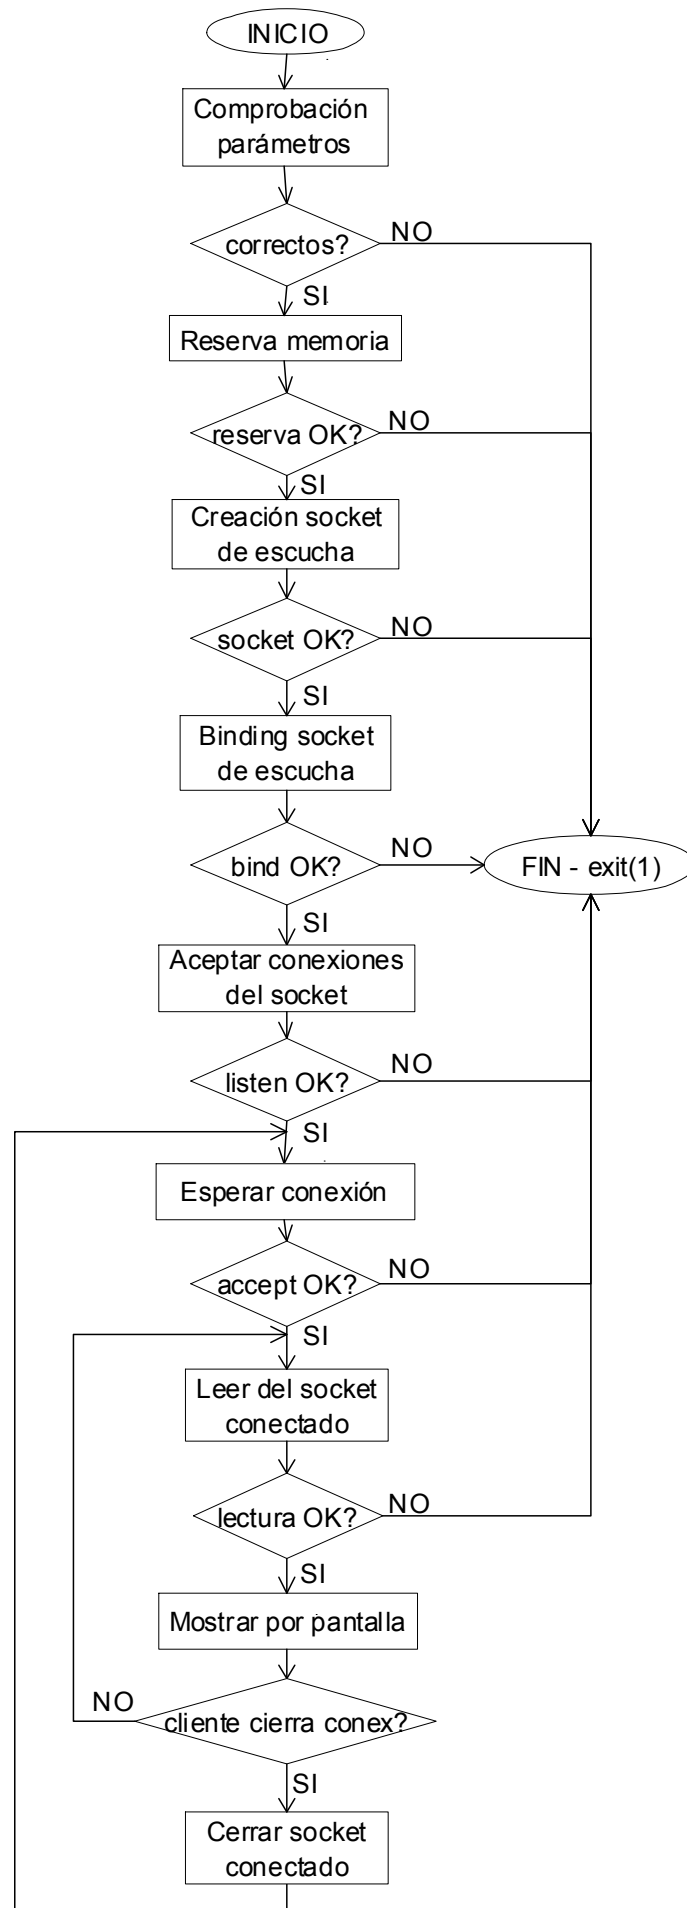 INICIO
Comprobación
parámetros
correctos?
NO
SI
Reserva memoria
reserva OK?
NO
SI
Creación socket
de escucha
socket OK?
NO
SI
Binding socket
de escucha
bind OK?
NO
FIN - exit(1)
SI
Aceptar conexiones
del socket
listen OK?
NO
SI
Esperar conexión
accept OK?
NO
SI
Leer del socket
conectado
lectura OK?
NO
SI
Mostrar por pantalla
cliente cierra conex?
NO
SI
Cerrar socket
conectado